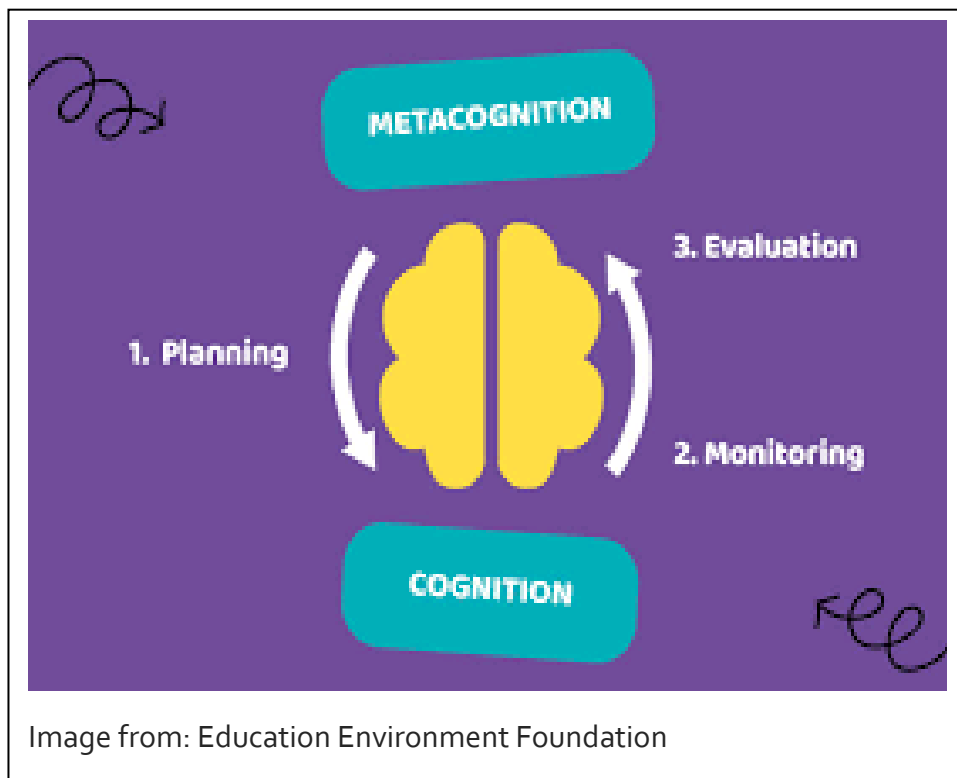 METACOGNITION
1. Planning
3. Evaluation
2. Monitoring
COGNITION
Image from: Education Environment Foundation